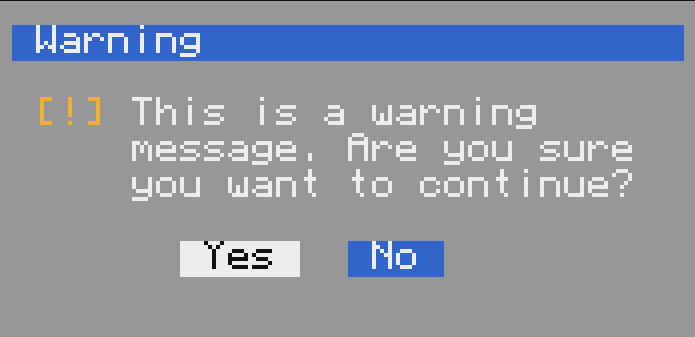 Warning
[!] This is a warning
message. Are you sure
you want to continue?
Yes No